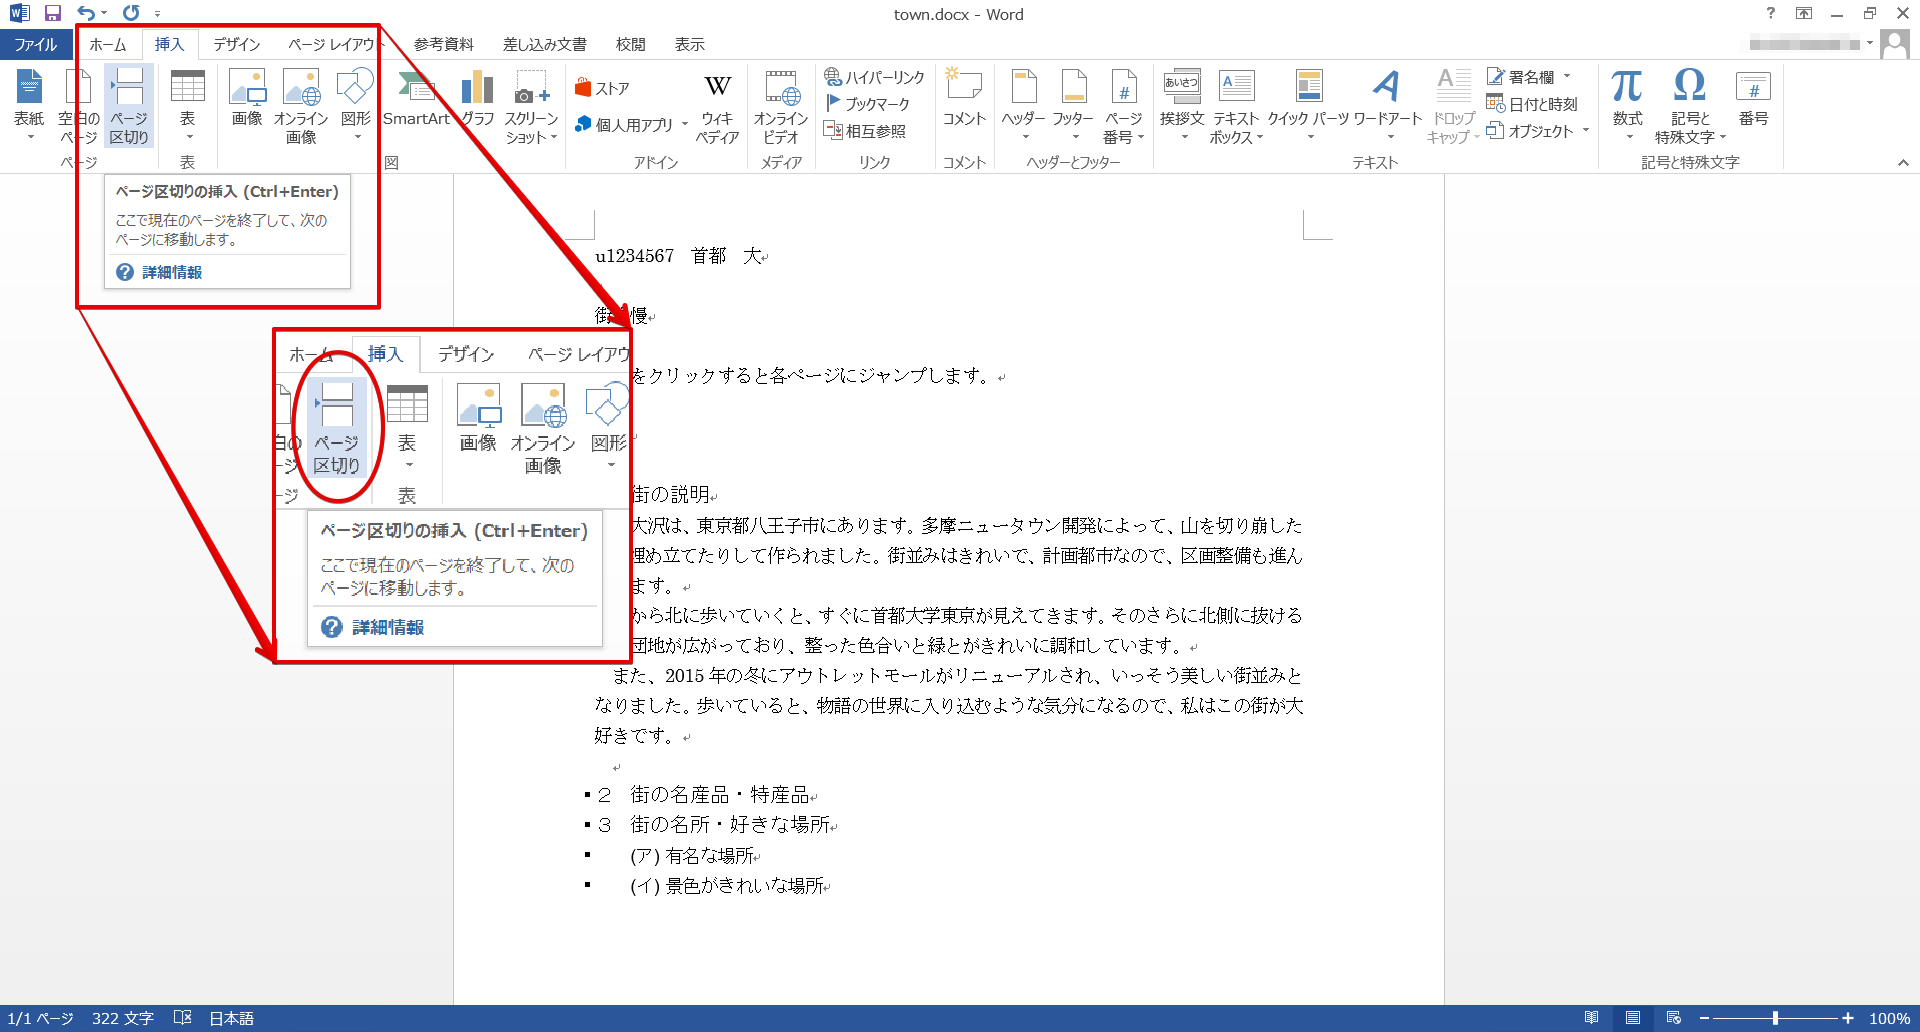 town.docx - Word
ファイル ホーム 挿入 デザイン ページ レイアウト 参考資料 差し込み文書 校閲 表示
表紙
空白の
ページ
ページ
区切り
ページ
表
表
画像
オンライン
画像
図形
SmartArt
グラフ
スクリーン
ショット
図
ストア
個人用アプリ
W
ウィキ
ペディア
アドイン
オンライン
ビデオ
メディア
ハイパーリンク
ブックマーク
相互参照
リンク
コメント
コメント
ヘッダー
フッター
ページ
番号
ヘッダーとフッター
あいさつ
挨拶文
テキスト
ボックス
クイック パーツ
ワードアート
ドロップ
キャップ
署名欄
日付と時刻
オブジェクト
テキスト
π
数式
Ω
記号と
特殊文字
番号
記号と特殊文字
ページ区切りの挿入 (Ctrl+Enter)
ここで現在のページを終了して、次の
ページに移動します。
詳細情報
ホーム 挿入 デザイン ページ レイアウ
ページ
区切り
表
表
画像
オンライン
画像
図形
ページ区切りの挿入 (Ctrl+Enter)
ここで現在のページを終了して、次の
ページに移動します。
詳細情報
u1234567 首都 大
街 慢
をクリックすると各ページにジャンプします。
街の説明
大沢は、東京都八王子市にあります。多摩ニュータウン開発によって、山を切り崩した
埋め立てたりして作られました。街並みはきれいで、計画都市なので、区画整備も進ん
ます。
から北に歩いていくと、すぐに首都大学東京が見えてきます。そのさらに北側に抜ける
団地が広がっており、整った色合いと緑とがきれいに調和しています。
また、2015 年の冬にアウトレットモールがリニューアルされ、いっそう美しい街並みと
なりました。歩いていると、物語の世界に入り込むような気分になるので、私はこの街が大
好きです。
▪２ 街の名産品・特産品
▪３ 街の名所・好きな場所
▪ (ア) 有名な場所
▪ (イ) 景色がきれいな場所
1/1 ページ 322 文字 日本語 100%